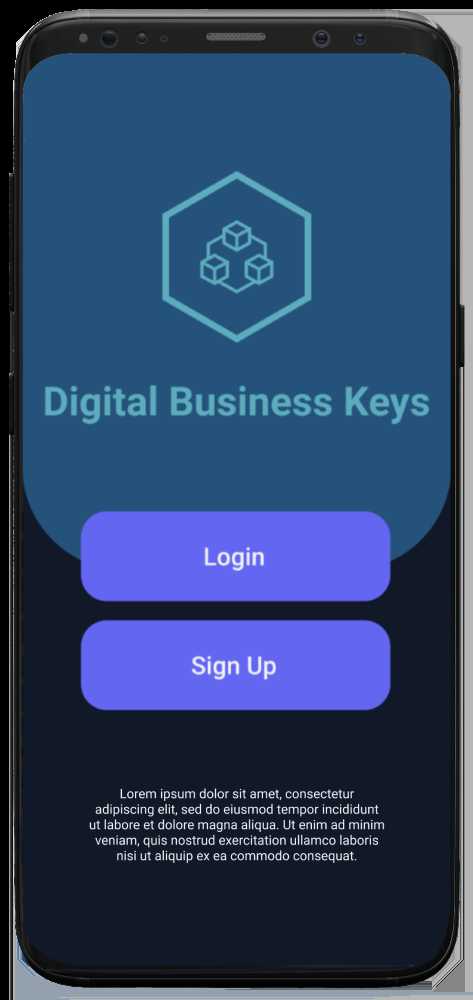 Digital Business Keys
Login
Sign Up
Lorem ipsum dolor sit amet, consectetur
adipiscing elit, sed do eiusmod tempor incididunt
ut labore et dolore magna aliqua. Ut enim ad minim
veniam, quis nostrud exercitation ullamco laboris
nisi ut aliquip ex ea commodo consequat.